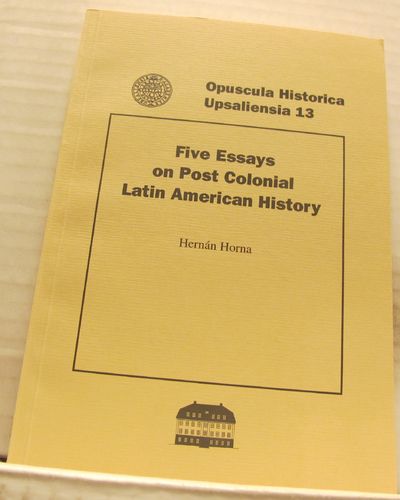 Opuscula Historica
Upsaliensia 13
Five Essays
on Post Colonial
Latin American History
Hernán Horna